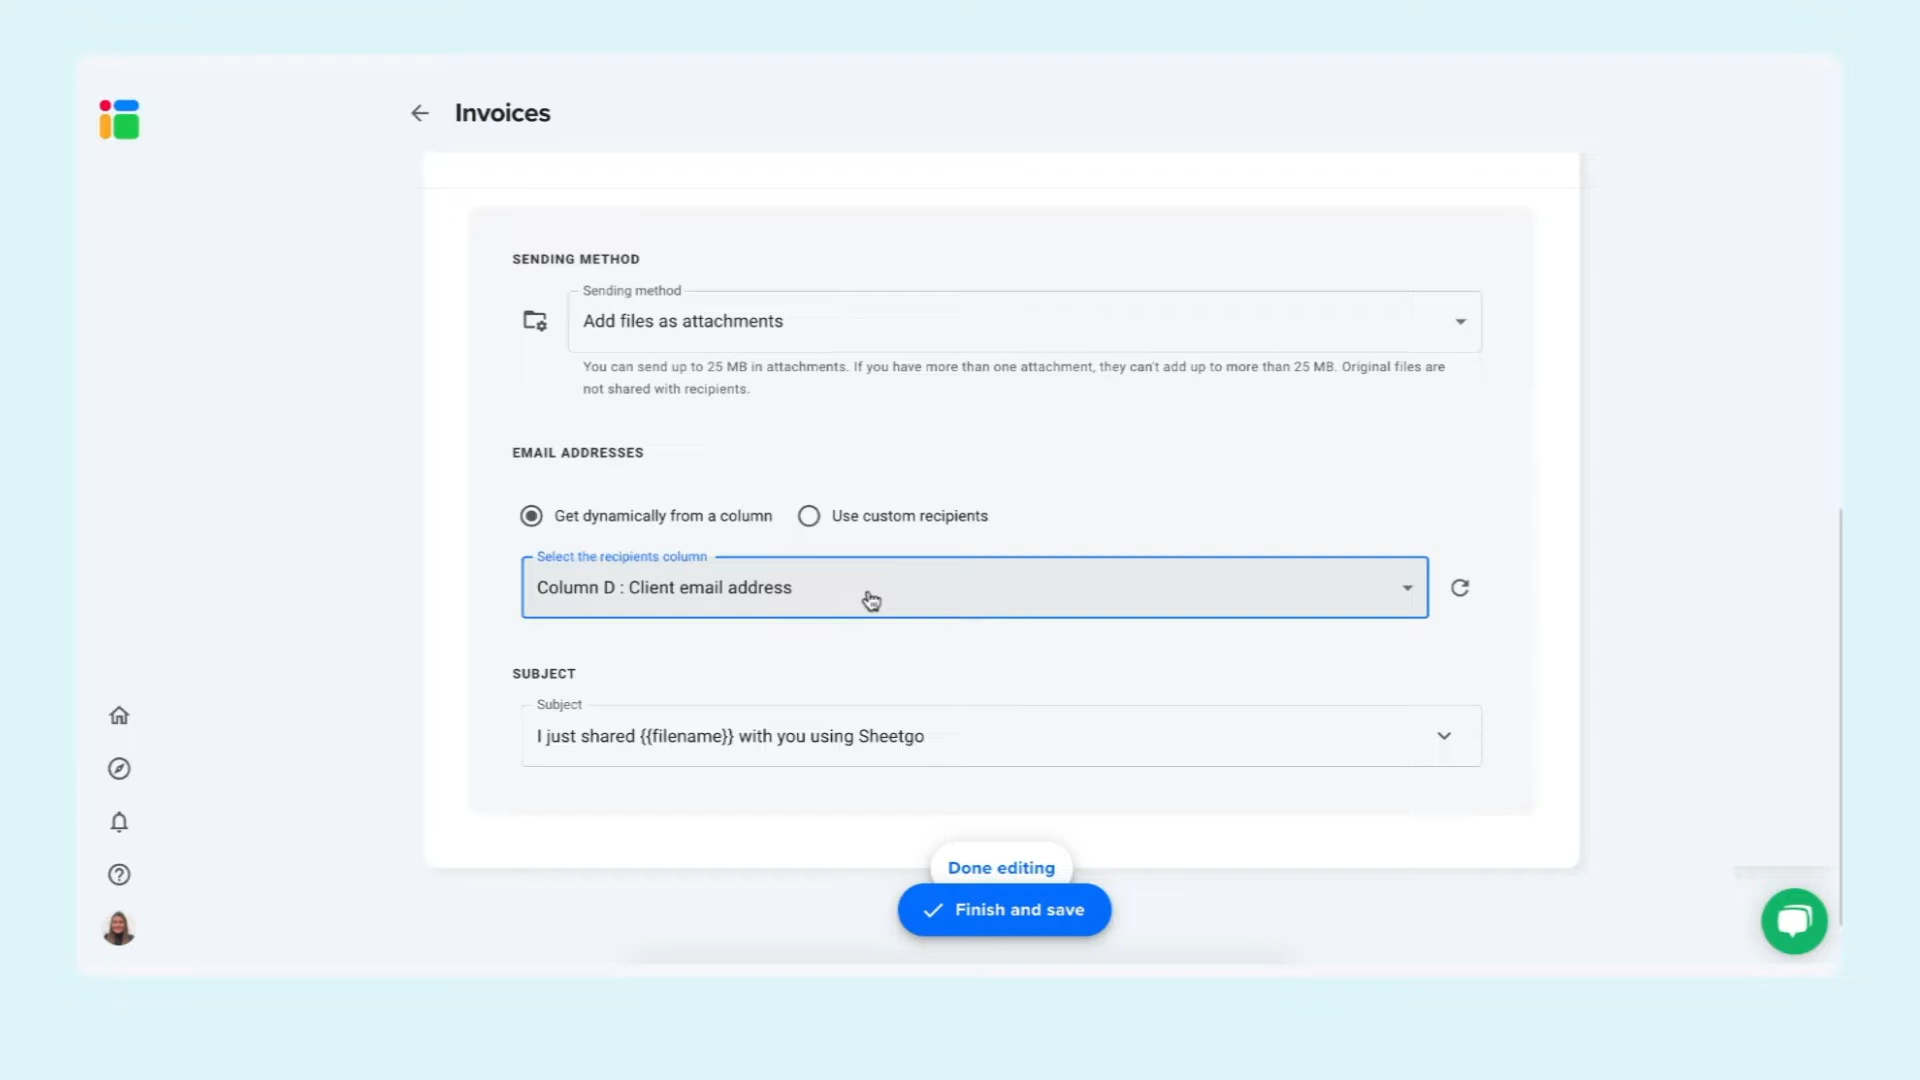 Invoices
SENDING METHOD
Sending method
Add files as attachments
You can send up to 25 MB in attachments. If you have more than one attachment, they can't add up to more than 25 MB. Original files are
not shared with recipients.
EMAIL ADDRESSES
Get dynamically from a column
Use custom recipients
Select the recipients column
Column D : Client email address
SUBJECT
Subject
I just shared {{filename}} with you using Sheetgo
Done editing
Finish and save